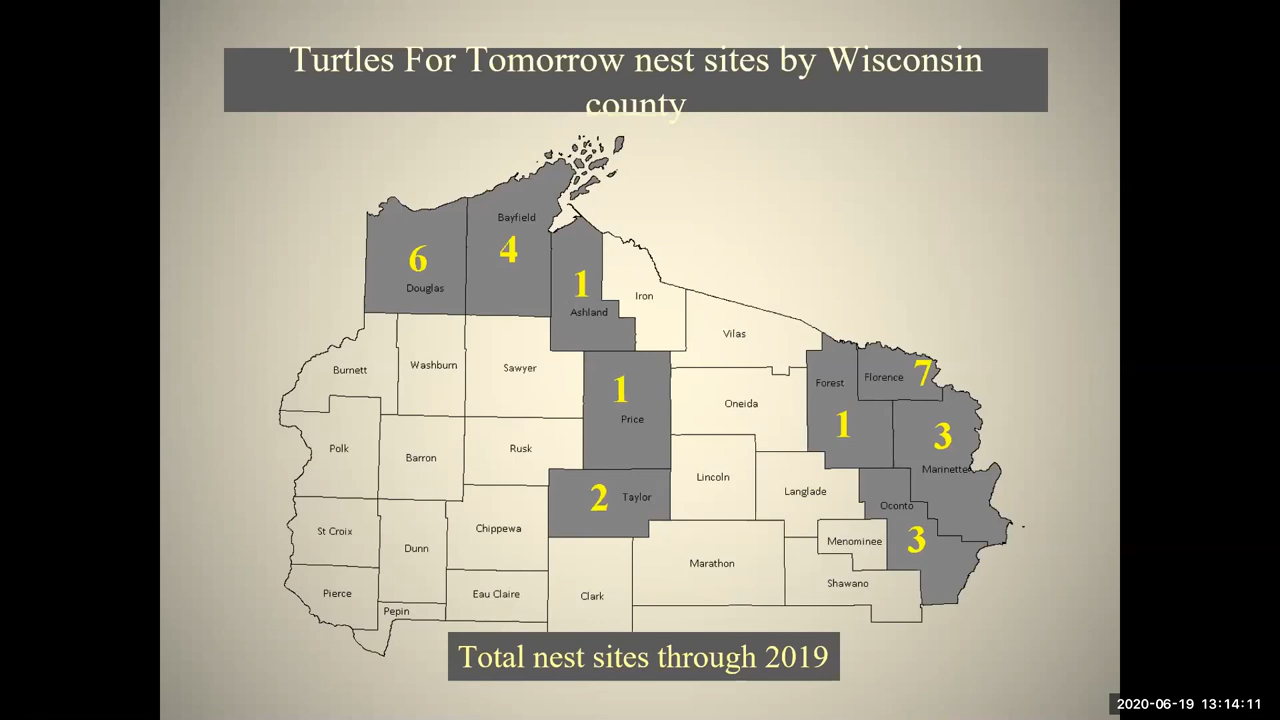 Turtles For Tomorrow nest sites by Wisconsin
county
Bayfield
4
6
Douglas
1
Ashland
Iron
Vilas
Burnett
Washburn
Sawyer
1
Price
Oneida
Forest
1
Florence
7
3
Marinette
Polk
Barron
Rusk
Lincoln
Langlade
2
Taylor
Oconto
3
St Croix
Dunn
Chippewa
Marathon
Menominee
Shawano
Pierce
Pepin
Eau Claire
Clark
Total nest sites through 2019
2020-06-19 13:14:11